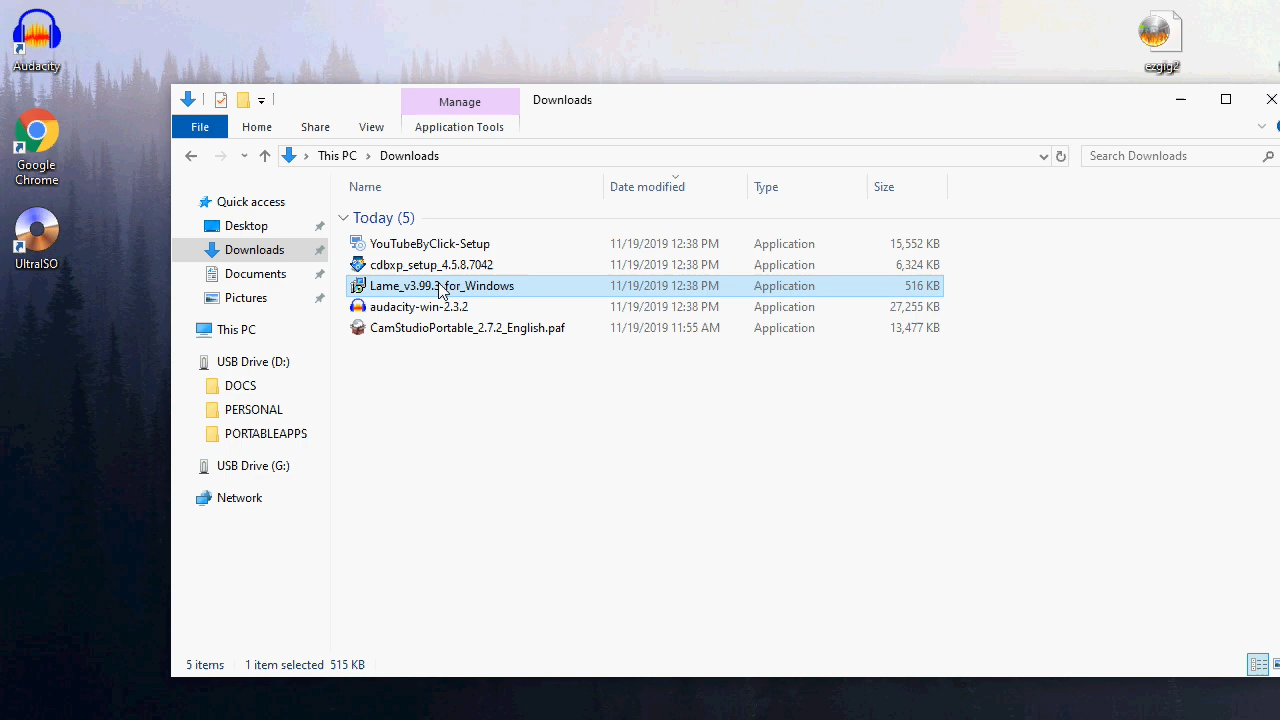 Audacity
Google
Chrome
UltraISO
ezgig2
Manage
Downloads
File
Home
Share
View
Application Tools
This PC
Downloads
Search Downloads
Name
Date modified
Type
Size
Quick access
Desktop
Downloads
Documents
Pictures
This PC
USB Drive (D:)
DOCS
PERSONAL
PORTABLEAPPS
USB Drive (G:)
Network
Today (5)
YouTubeByClick-Setup 11/19/2019 12:38 PM Application 15,552 KB
cdbxp_setup_4.5.8.7042 11/19/2019 12:38 PM Application 6,324 KB
Lame_v3.99.3_for_Windows 11/19/2019 12:38 PM Application 516 KB
audacity-win-2.3.2 11/19/2019 12:38 PM Application 27,255 KB
CamStudioPortable_2.7.2_English.paf 11/19/2019 11:55 AM Application 13,477 KB
5 items
1 item selected 515 KB